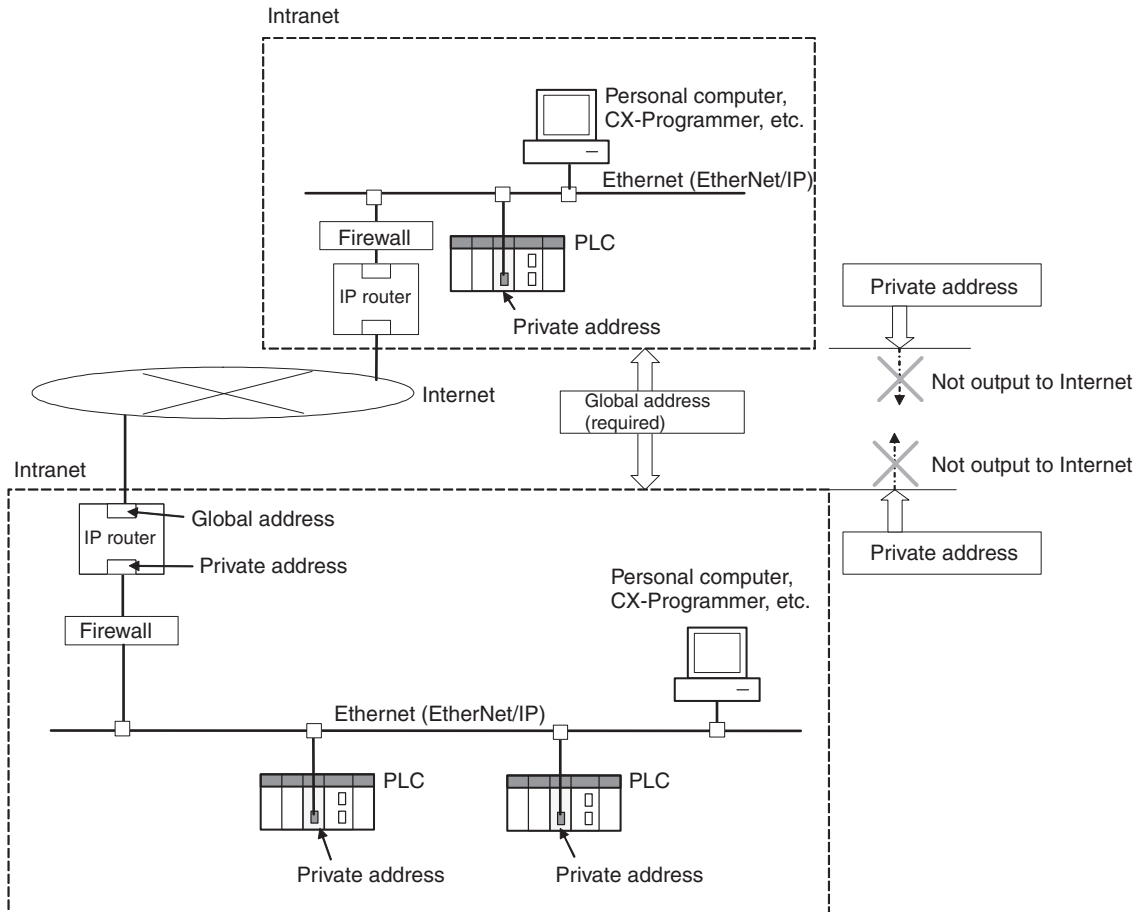 Intranet
Personal computer,
CX-Programmer, etc.
Ethernet (EtherNet/IP)
Firewall
PLC
IP router
Private address
Private address
Internet
Global address
(required)
Not output to Internet
Not output to Internet
Private address
Intranet
Global address
IP router
Private address
Firewall
Personal computer,
CX-Programmer, etc.
Ethernet (EtherNet/IP)
PLC
PLC
Private address
Private address